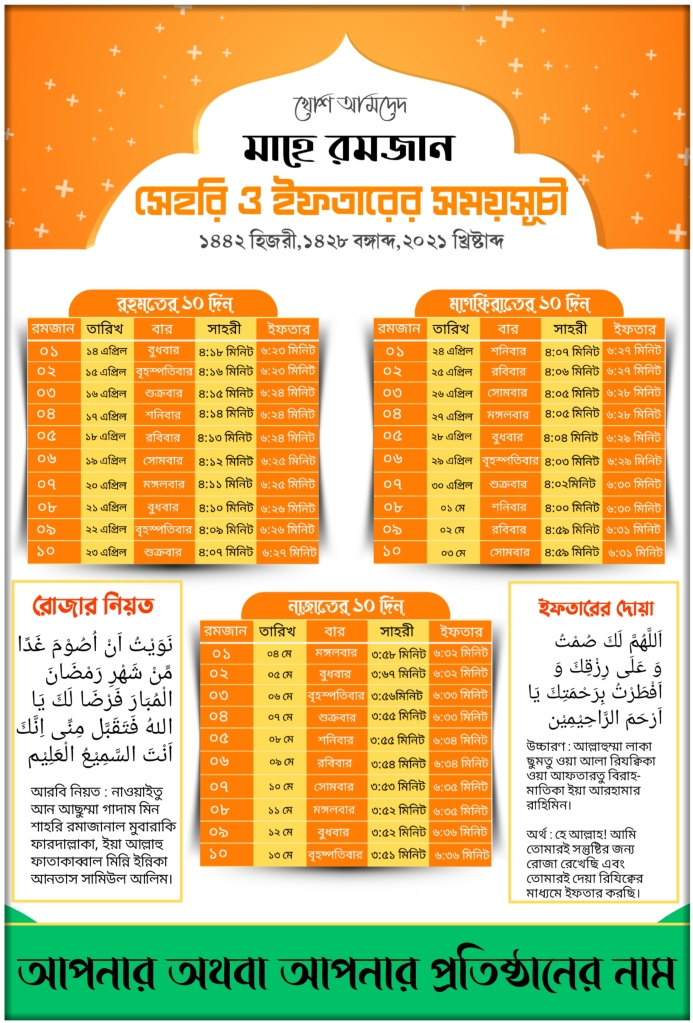 খোশ আমদেদ
মাহে রমজান
সেহরি ও ইফতারের সময়সূচী
১৪৪২ হিজরী,১৪২৮ বঙ্গাব্দ,২০২১ খ্রিষ্টাব্দ
রহমতের ১০ দিন
রমজান তারিখ বার সাহরী ইফতার
০১ ১৪ এপ্রিল বুধবার ৪:১৮ মিনিট ৬:২৩ মিনিট
০২ ১৫ এপ্রিল বৃহস্পতিবার ৪:১৬ মিনিট ৬:২৩ মিনিট
০৩ ১৬ এপ্রিল শুক্রবার ৪:১৫ মিনিট ৬:২৪ মিনিট
০৪ ১৭ এপ্রিল শনিবার ৪:১৪ মিনিট ৬:২৪ মিনিট
০৫ ১৮ এপ্রিল রবিবার ৪:১৩ মিনিট ৬:২৪ মিনিট
০৬ ১৯ এপ্রিল সোমবার ৪:১২ মিনিট ৬:২৫ মিনিট
০৭ ২০ এপ্রিল মঙ্গলবার ৪:১১ মিনিট ৬:২৫ মিনিট
০৮ ২১ এপ্রিল বুধবার ৪:১০ মিনিট ৬:২৬ মিনিট
০৯ ২২ এপ্রিল বৃহস্পতিবার ৪:০৯ মিনিট ৬:২৬ মিনিট
১০ ২৩ এপ্রিল শুক্রবার ৪:০৭ মিনিট ৬:২৭ মিনিট
মাগফিরাতের ১০ দিন
রমজান তারিখ বার সাহরী ইফতার
০১ ২৪ এপ্রিল শনিবার ৪:০৭ মিনিট ৬:২৭ মিনিট
০২ ২৫ এপ্রিল রবিবার ৪:০৬ মিনিট ৬:২৭ মিনিট
০৩ ২৬ এপ্রিল সোমবার ৪:০৫ মিনিট ৬:২৮ মিনিট
০৪ ২৭ এপ্রিল মঙ্গলবার ৪:০৫ মিনিট ৬:২৮ মিনিট
০৫ ২৮ এপ্রিল বুধবার ৪:০৪ মিনিট ৬:২৯ মিনিট
০৬ ২৯ এপ্রিল বৃহস্পতিবার ৪:০৩ মিনিট ৬:২৯ মিনিট
০৭ ৩০ এপ্রিল শুক্রবার ৪:০২মিনিট ৬:৩০ মিনিট
০৮ ০১ মে শনিবার ৪:০০ মিনিট ৬:৩০ মিনিট
০৯ ০২ মে রবিবার ৪:৫৯ মিনিট ৬:৩১ মিনিট
১০ ০৩ মে সোমবার ৪:৫৯ মিনিট ৬:৩১ মিনিট
রোজার নিয়ত
نَوَيْتُ اَنْ اُصُوْمَ غَدًا
مِّنْ شَهْرِ رَمْضَانَ
الْمُبَارَكِ فَرْضَا لَكَ يَا
اللهُ فَتَقَبَّل مِنِّى اِنَّكَ
اَنْتَ السَّمِيْعُ الْعَلِيْم
আরবি নিয়ত : নাওয়াইতু
আন আছুম্মা গাদাম মিন
শাহরি রমাজানাল মুবারাকি
ফারদাল্লাকা, ইয়া আল্লাহু
ফাতাকাব্বাল মিন্নি ইন্নিকা
আনতাস সামিউল আলিম।
নাজাতের ১০ দিন
রমজান তারিখ বার সাহরী ইফতার
০১ ০৪ মে মঙ্গলবার ৩:৫৮ মিনিট ৬:৩২ মিনিট
০২ ০৫ মে বুধবার ৩:৬৭ মিনিট ৬:৩২ মিনিট
০৩ ০৬ মে বৃহস্পতিবার ৩:৫৬মিনিট ৬:৩৩ মিনিট
০৪ ০৭ মে শুক্রবার ৩:৫৫ মিনিট ৬:৩৩ মিনিট
০৫ ০৮ মে শনিবার ৩:৫৫ মিনিট ৬:৩৪ মিনিট
০৬ ০৯ মে রবিবার ৩:৫৪ মিনিট ৬:৩৪ মিনিট
০৭ ১০ মে সোমবার ৩:৫৩ মিনিট ৬:৩৫ মিনিট
০৮ ১১ মে মঙ্গলবার ৩:৫২ মিনিট ৬:৩৫ মিনিট
০৯ ১২ মে বুধবার ৩:৫২ মিনিট ৬:৩৬ মিনিট
১০ ১৩ মে বৃহস্পতিবার ৩:৫১ মিনিট ৬:৩৬ মিনিট
ইফতারের দোয়া
اَللَّهُمَّ لَكَ صُمْتُ
وَ عَلَى رِزْقِكَ وَ
اَفْطَرْتُ بِرَحْمَتِكَ يَا
اَرْحَمَ الرَّاحِيْمِيْن
উচ্চারণ : আল্লাহুম্মা লাকা
ছুমতু ওয়া আলা রিযক্বিকা
ওয়া আফতারতু বিরাহ-
মাতিকা ইয়া আরহামার
রাহিমিন।
অর্থ : হে আল্লাহ! আমি
তোমারই সন্তুষ্টির জন্য
রোজা রেখেছি এবং
তোমারই দেয়া রিযিক্বের
মাধ্যমে ইফতার করছি।
আপনার অথবা আপনার প্রতিষ্ঠানের নাম